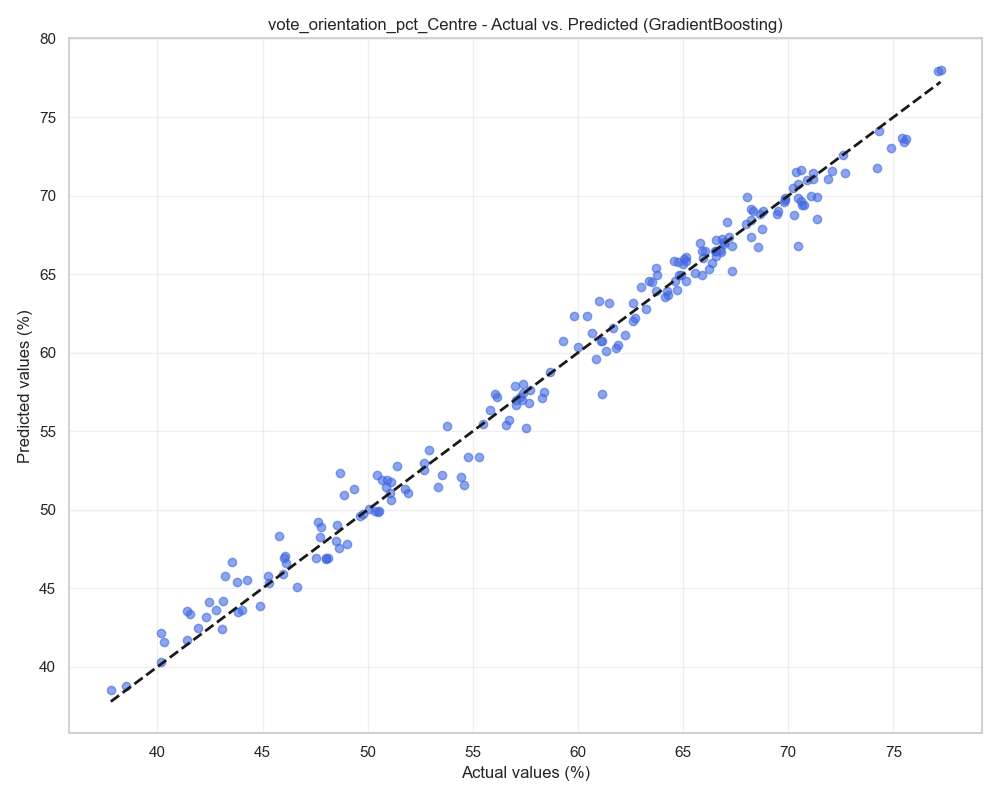 vote_orientation_pct_Centre - Actual vs. Predicted (GradientBoosting)
80
75
70
65
60
55
50
45
40
Predicted values (%)
40 45 50 55 60 65 70 75
Actual values (%)